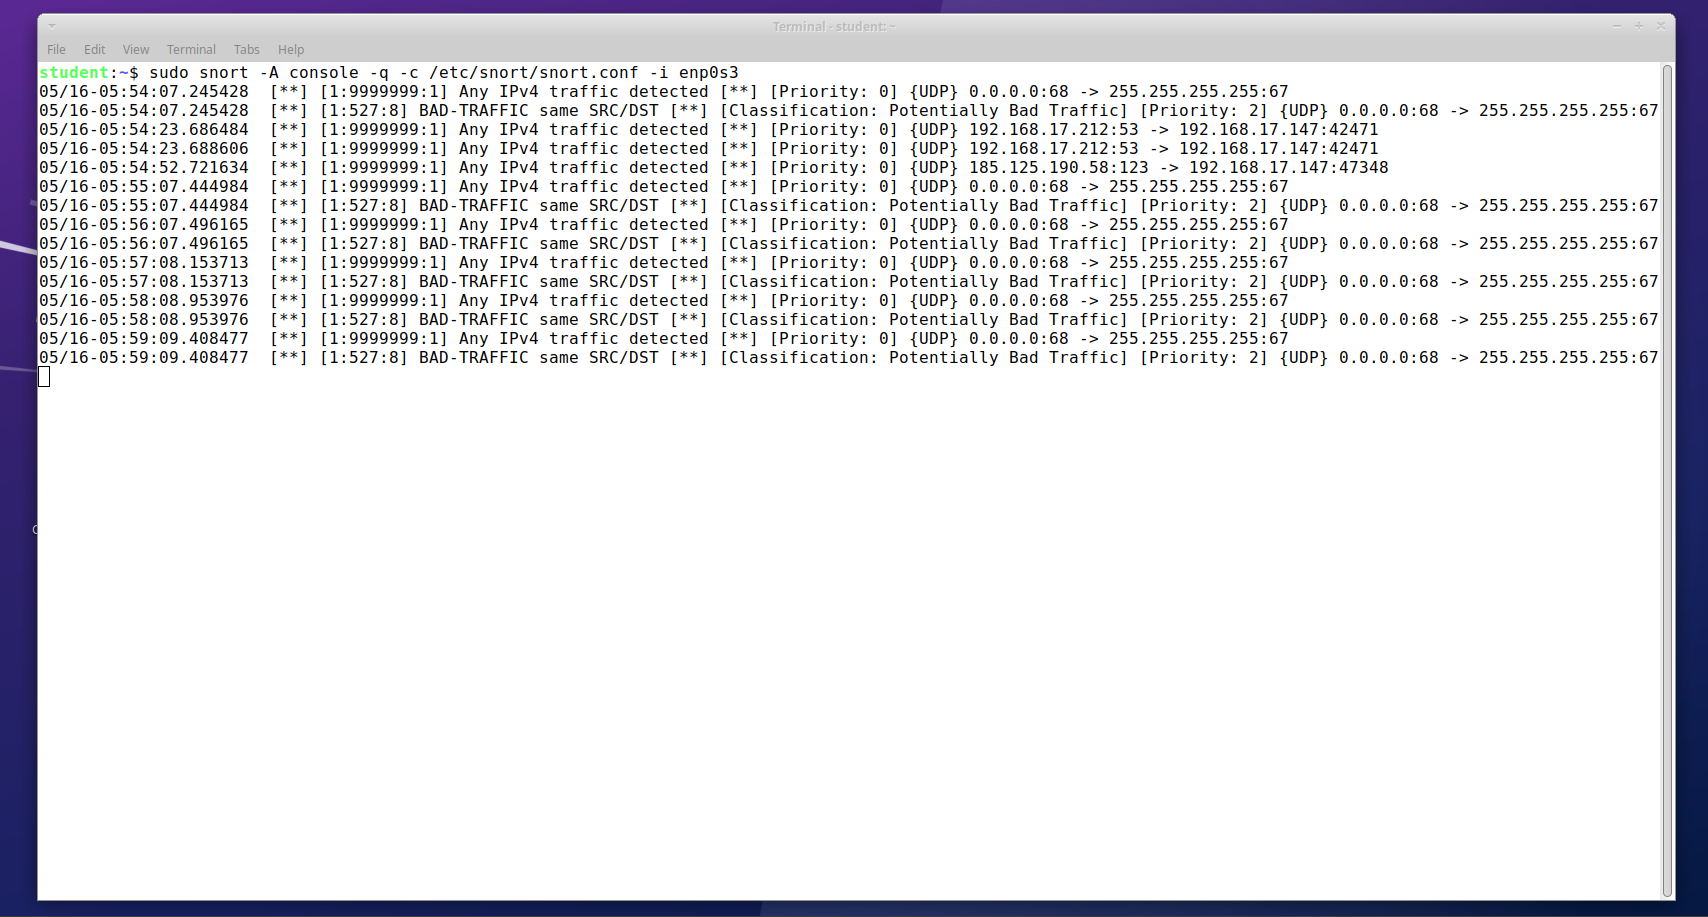 Terminal - student: ~
File Edit View Terminal Tabs Help
student:~$ sudo snort -A console -q -c /etc/snort/snort.conf -i enp0s3
05/16-05:54:07.245428  [**] [1:9999999:1] Any IPv4 traffic detected [**] [Priority: 0] {UDP} 0.0.0.0:68 -> 255.255.255.255:67
05/16-05:54:07.245428  [**] [1:527:8] BAD-TRAFFIC same SRC/DST [**] [Classification: Potentially Bad Traffic] [Priority: 2] {UDP} 0.0.0.0:68 -> 255.255.255.255:67
05/16-05:54:23.686484  [**] [1:9999999:1] Any IPv4 traffic detected [**] [Priority: 0] {UDP} 192.168.17.212:53 -> 192.168.17.147:42471
05/16-05:54:23.688606  [**] [1:9999999:1] Any IPv4 traffic detected [**] [Priority: 0] {UDP} 192.168.17.212:53 -> 192.168.17.147:42471
05/16-05:54:52.721634  [**] [1:9999999:1] Any IPv4 traffic detected [**] [Priority: 0] {UDP} 185.125.190.58:123 -> 192.168.17.147:47348
05/16-05:55:07.444984  [**] [1:9999999:1] Any IPv4 traffic detected [**] [Priority: 0] {UDP} 0.0.0.0:68 -> 255.255.255.255:67
05/16-05:55:07.444984  [**] [1:527:8] BAD-TRAFFIC same SRC/DST [**] [Classification: Potentially Bad Traffic] [Priority: 2] {UDP} 0.0.0.0:68 -> 255.255.255.255:67
05/16-05:56:07.496165  [**] [1:9999999:1] Any IPv4 traffic detected [**] [Priority: 0] {UDP} 0.0.0.0:68 -> 255.255.255.255:67
05/16-05:56:07.496165  [**] [1:527:8] BAD-TRAFFIC same SRC/DST [**] [Classification: Potentially Bad Traffic] [Priority: 2] {UDP} 0.0.0.0:68 -> 255.255.255.255:67
05/16-05:57:08.153713  [**] [1:9999999:1] Any IPv4 traffic detected [**] [Priority: 0] {UDP} 0.0.0.0:68 -> 255.255.255.255:67
05/16-05:57:08.153713  [**] [1:527:8] BAD-TRAFFIC same SRC/DST [**] [Classification: Potentially Bad Traffic] [Priority: 2] {UDP} 0.0.0.0:68 -> 255.255.255.255:67
05/16-05:58:08.953976  [**] [1:9999999:1] Any IPv4 traffic detected [**] [Priority: 0] {UDP} 0.0.0.0:68 -> 255.255.255.255:67
05/16-05:58:08.953976  [**] [1:527:8] BAD-TRAFFIC same SRC/DST [**] [Classification: Potentially Bad Traffic] [Priority: 2] {UDP} 0.0.0.0:68 -> 255.255.255.255:67
05/16-05:59:09.408477  [**] [1:9999999:1] Any IPv4 traffic detected [**] [Priority: 0] {UDP} 0.0.0.0:68 -> 255.255.255.255:67
05/16-05:59:09.408477  [**] [1:527:8] BAD-TRAFFIC same SRC/DST [**] [Classification: Potentially Bad Traffic] [Priority: 2] {UDP} 0.0.0.0:68 -> 255.255.255.255:67